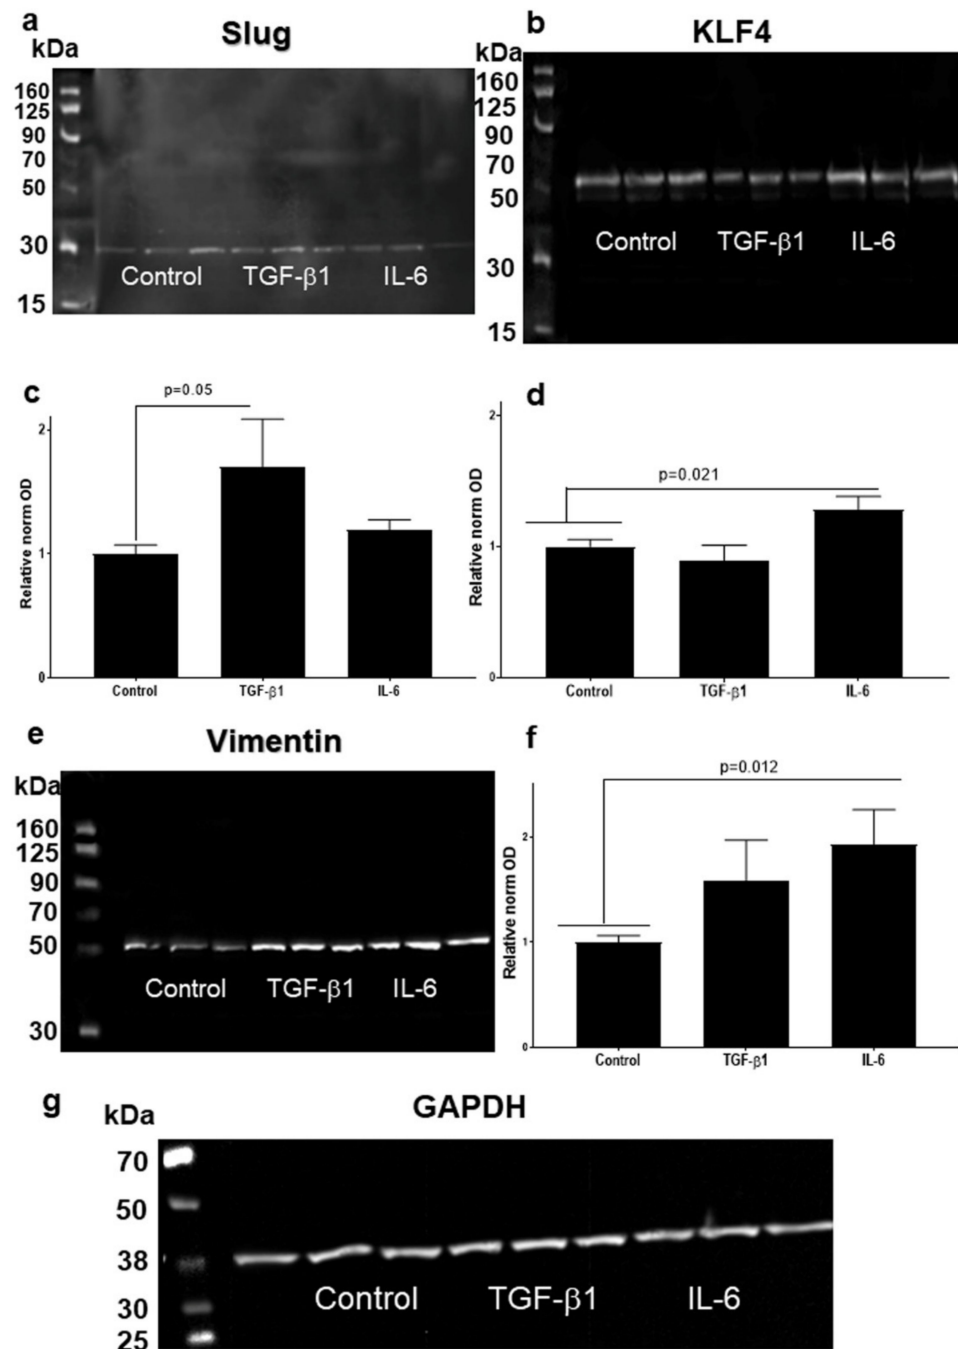 a
Slug
kDa
160
125
90
70
50
30
15
Control TGF-β1 IL-6
b
KLF4
kDa
160
125
90
70
50
30
15
Control TGF-β1 IL-6
c
p=0.05
Relative norm OD
2
1
0
Control TGF-β1 IL-6
d
p=0.021
Relative norm OD
2
1
0
Control TGF-β1 IL-6
e
Vimentin
kDa
160
125
90
70
50
30
Control TGF-β1 IL-6
f
p=0.012
Relative norm OD
2
1
0
Control TGF-β1 IL-6
g
GAPDH
kDa
70
50
38
30
25
Control TGF-β1 IL-6